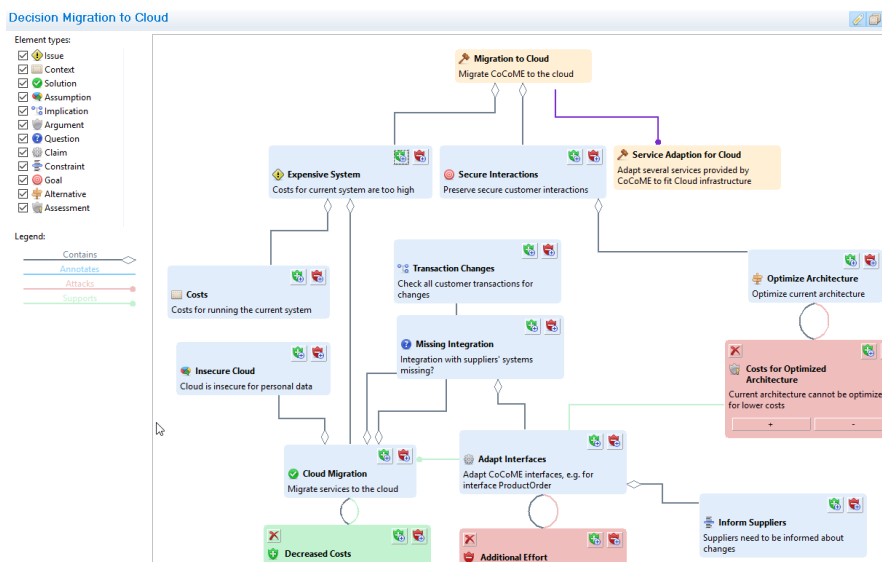 Decision Migration to Cloud
Element types:
Issue
Context
Solution
Assumption
Implication
Argument
Question
Claim
Constraint
Goal
Alternative
Assessment
Legend:
Contains
Annotates
Attacks
Supports
Migration to Cloud
Migrate CoCoME to the cloud
Expensive System
Costs for current system are too high
Secure Interactions
Preserve secure customer interactions
Service Adaption for Cloud
Adapt several services provided by
CoCoME to fit Cloud infrastructure
Transaction Changes
Check all customer transactions for
changes
Optimize Architecture
Optimize current architecture
Costs
Costs for running the current system
Missing Integration
Integration with suppliers' systems
missing?
Insecure Cloud
Cloud is insecure for personal data
Costs for Optimized
Architecture
Current architecture cannot be optimize
for lower costs
+
-
Cloud Migration
Migrate services to the cloud
Adapt Interfaces
Adapt CoCoME interfaces, e.g. for
interface ProductOrder
Inform Suppliers
Suppliers need to be informed about
changes
Decreased Costs
Additional Effort